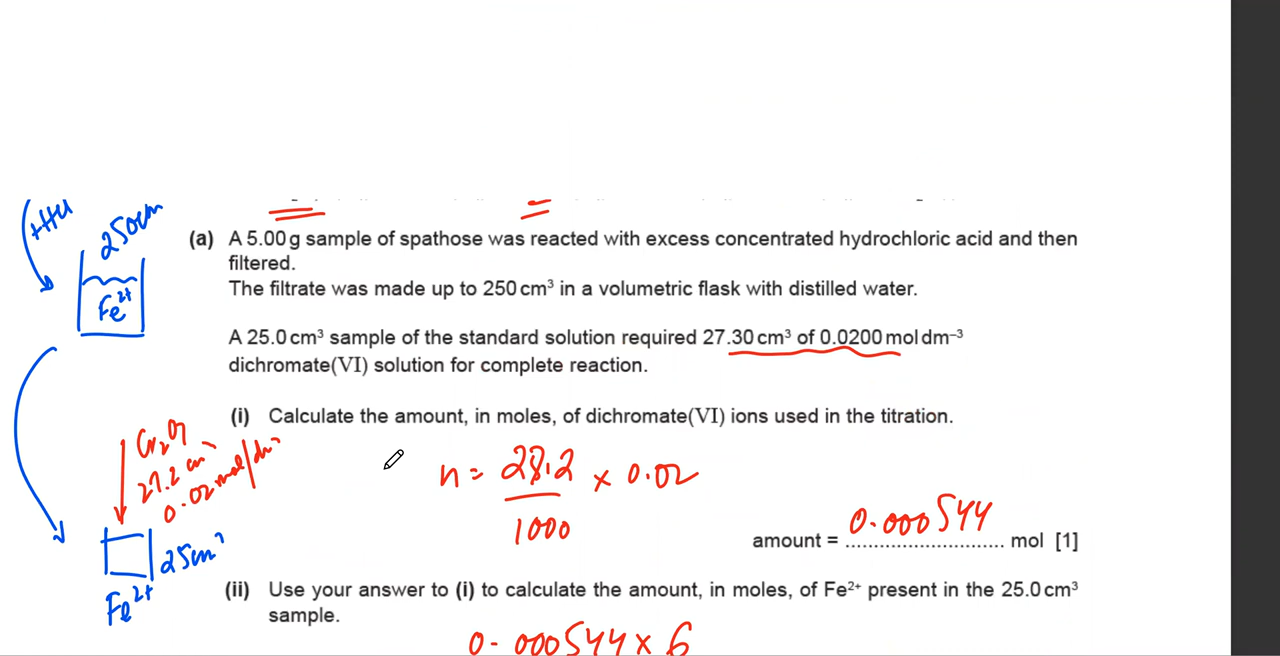 +HCl
250cm
Fe²⁺
(a) A 5.00 g sample of spathose was reacted with excess concentrated hydrochloric acid and then
filtered.
The filtrate was made up to 250 cm³ in a volumetric flask with distilled water.
A 25.0 cm³ sample of the standard solution required 27.30 cm³ of 0.0200 mol dm⁻³
dichromate(VI) solution for complete reaction.
(i) Calculate the amount, in moles, of dichromate(VI) ions used in the titration.
Cr₂O7
27.2 cm³
0.02 mol/dm³
n = 28.2 × 0.02
1000
0.000544
amount = ............................ mol [1]
25cm³
Fe²⁺
(ii) Use your answer to (i) to calculate the amount, in moles, of Fe²⁺ present in the 25.0 cm³
sample.
0.000544 × 6